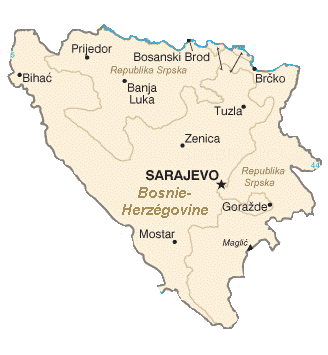 Prijedor
Bosanski Brod
Republika Srpska
Bihać
Banja
Luka
Brčko
Tuzla
Zenica
44
SARAJEVO
Republika
Srpska
Bosnie-
Herzégovine
Goražde
Mostar
Maglić